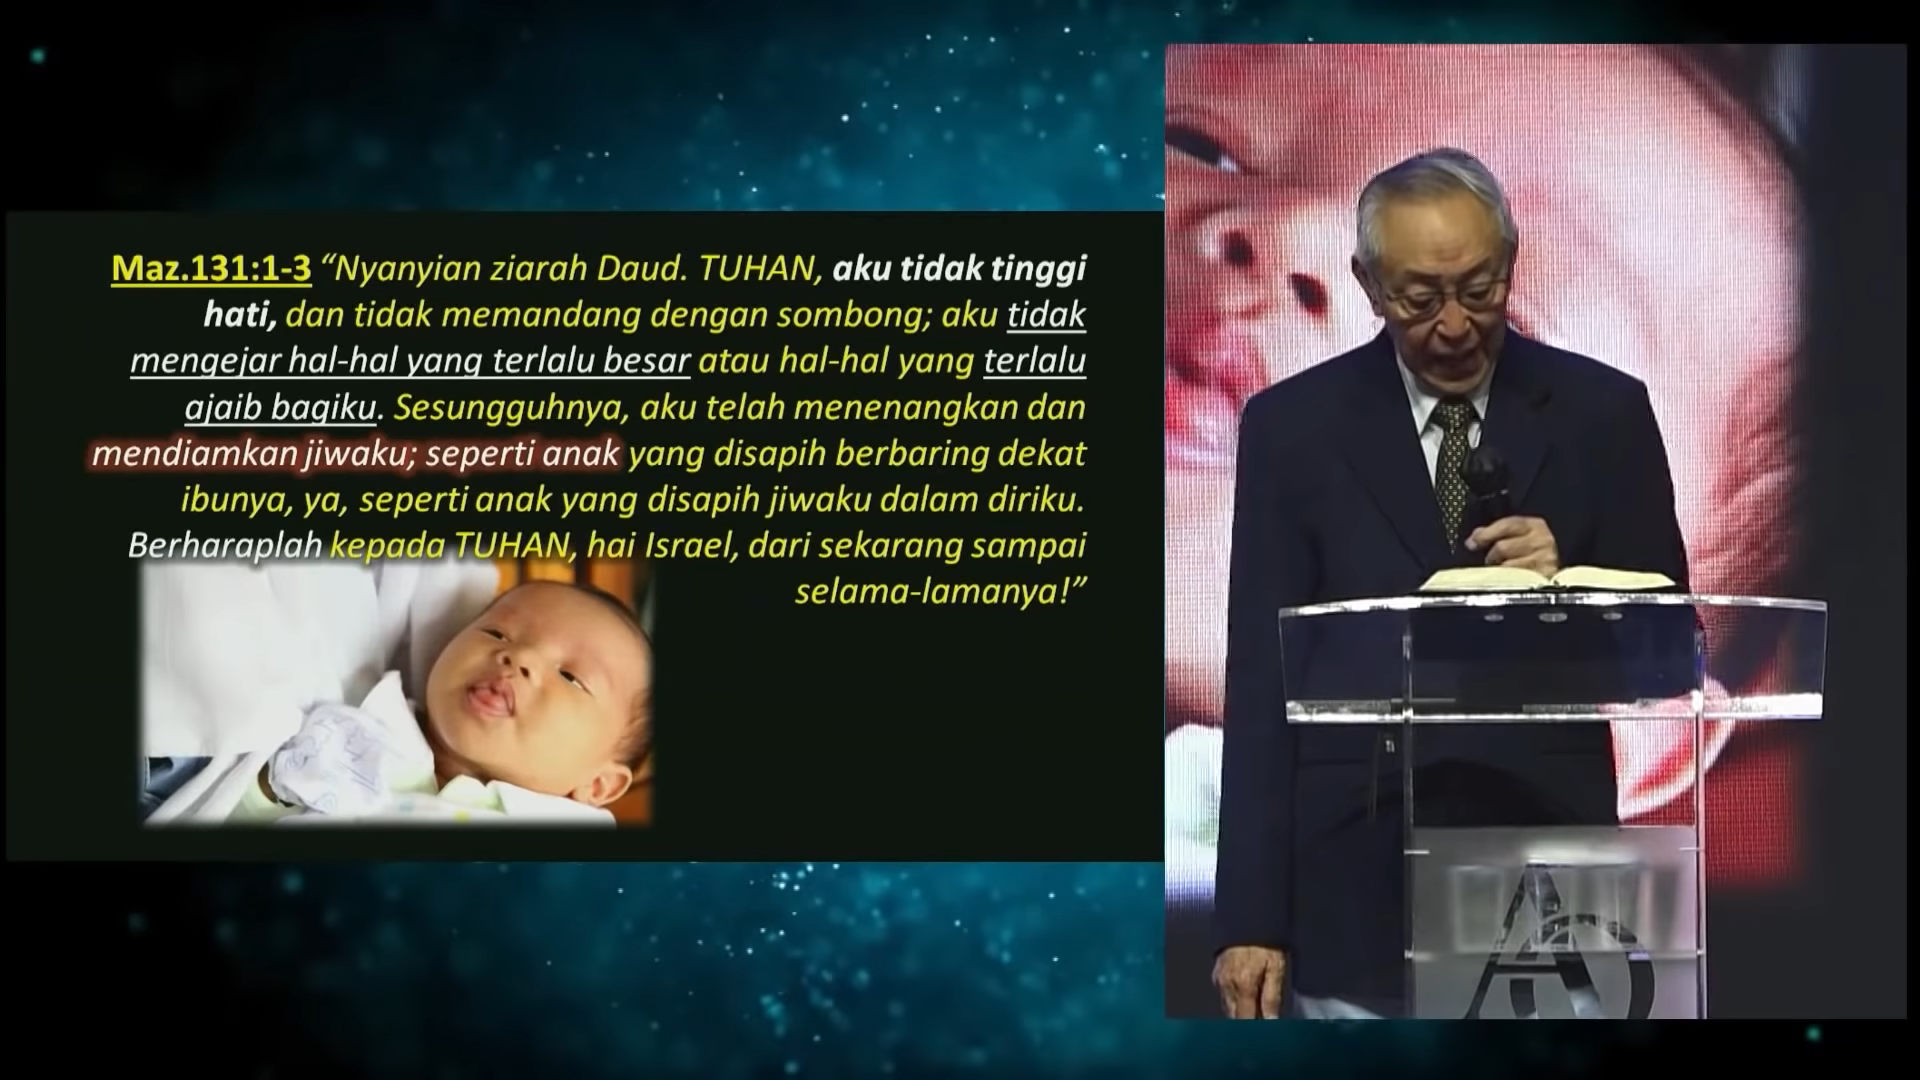 Maz.131:1-3 “Nyanyian ziarah Daud. TUHAN, aku tidak tinggi
hati, dan tidak memandang dengan sombong; aku tidak
mengejar hal-hal yang terlalu besar atau hal-hal yang terlalu
ajaib bagiku. Sesungguhnya, aku telah menenangkan dan
mendiamkan jiwaku; seperti anak yang disapih berbaring dekat
ibunya, ya, seperti anak yang disapih jiwaku dalam diriku.
Berharaplah kepada TUHAN, hai Israel, dari sekarang sampai
selama-lamanya!”